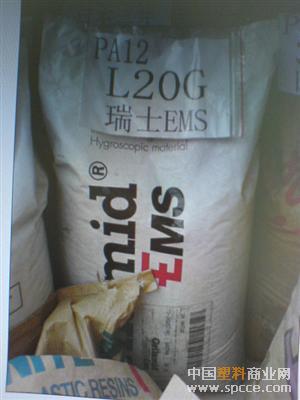 PA12
L20G
瑞士EMS
Hygroscopic material
mid®
EMS
ASTIC RESINS
中国塑料商业网
www.spcce.com